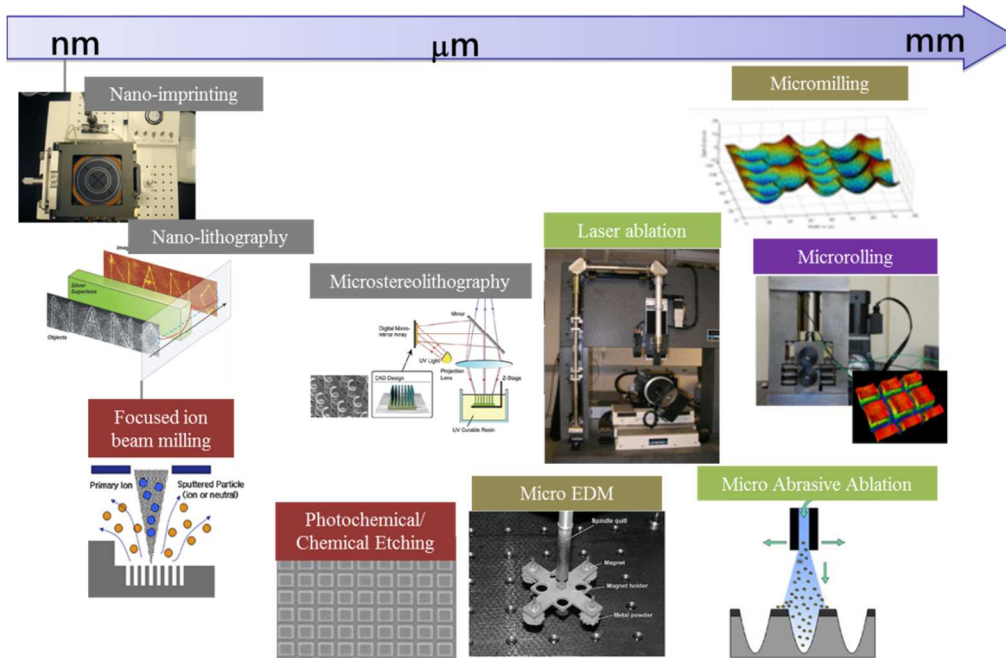 nm
μm
mm
Nano-imprinting
Micromilling
Nano-lithography
Laser ablation
Silver
Superlens
Objects
Microstereolithography
Microrolling
Mirror
Digital Micro-
Mirror Array
UV Light
Projection
Lens
CAD Design
Z-Stage
UV Curable Resin
Focused ion
beam milling
Primary Ion
Sputtered Particle
(ion or neutral)
Photochemical/
Chemical Etching
Micro EDM
Spindle quill
Magnet
Magnet holder
Metal powder
Micro Abrasive Ablation